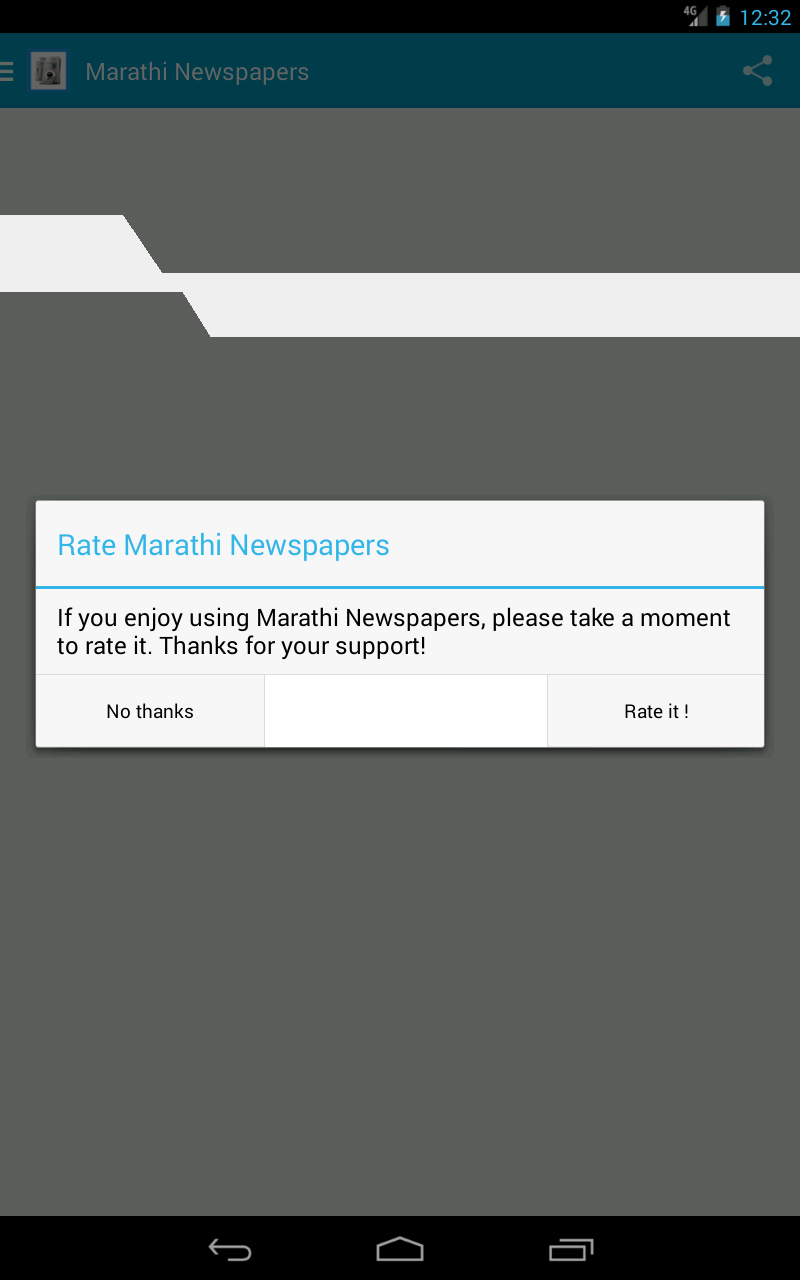 4G 12:32
Marathi Newspapers
Rate Marathi Newspapers
If you enjoy using Marathi Newspapers, please take a moment
to rate it. Thanks for your support!
No thanks
Rate it !